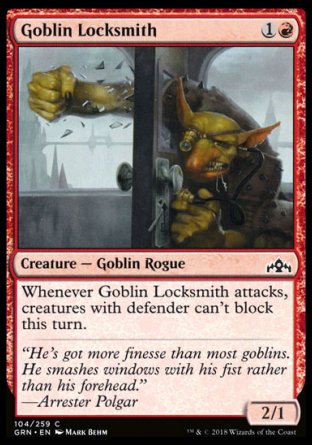 Goblin Locksmith 1
Creature — Goblin Rogue
Whenever Goblin Locksmith attacks,
creatures with defender can't block
this turn.
"He's got more finesse than most goblins.
He smashes windows with his fist rather
than his forehead."
—Arrester Polgar
2/1
104/259 C
GRN • EN Mark Behm
™ & © 2018 Wizards of the Coast